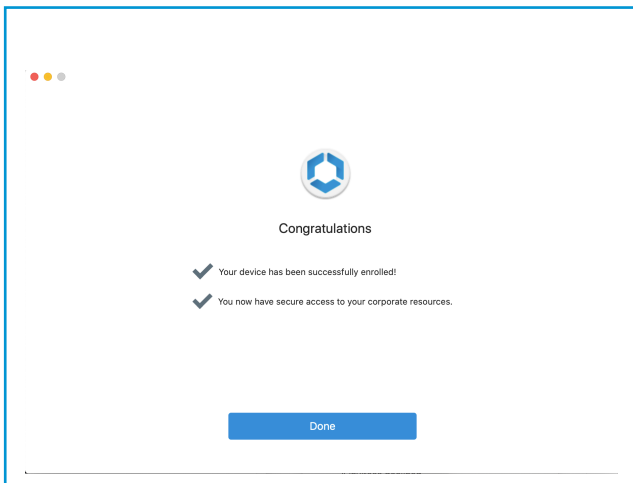 Congratulations
Your device has been successfully enrolled!
You now have secure access to your corporate resources.
Done